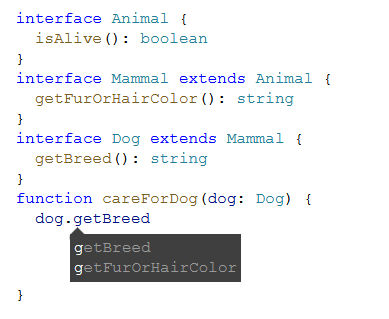 interface Animal {
isAlive(): boolean
}
interface Mammal extends Animal {
getFurOrHairColor(): string
}
interface Dog extends Mammal {
getBreed(): string
}
function careForDog(dog: Dog) {
dog.getBreed
getBreed
getFurOrHairColor
}